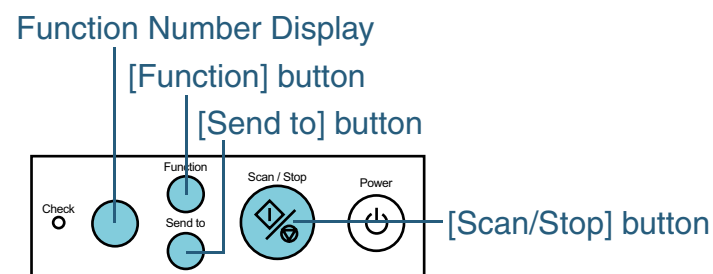 Function Number Display
[Function] button
[Send to] button
Function
Scan / Stop
Power
Check
Send to
[Scan/Stop] button